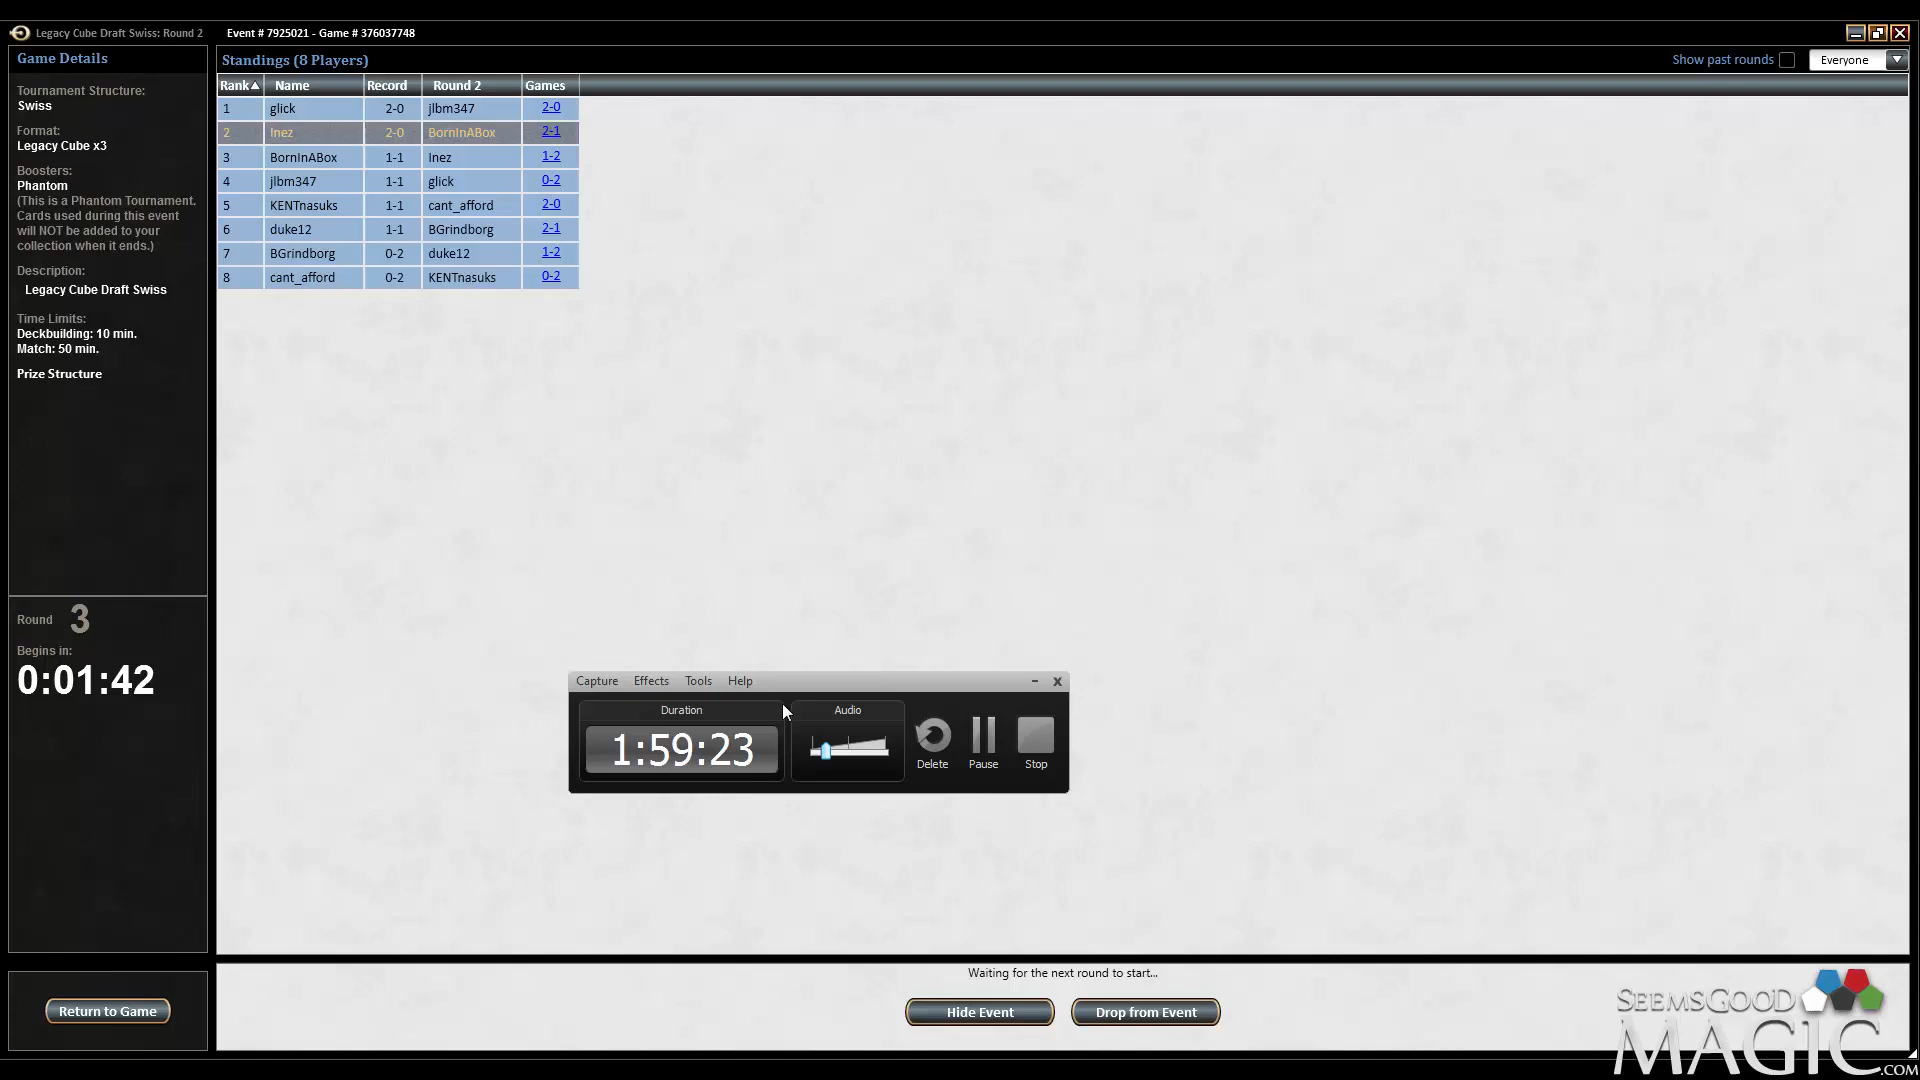 Legacy Cube Draft Swiss: Round 2
Event # 7925021 - Game # 376037748
Game Details
Tournament Structure:
Swiss
Format:
Legacy Cube x3
Boosters:
Phantom
(This is a Phantom Tournament.
Cards used during this event
will NOT be added to your
collection when it ends.)
Description:
Legacy Cube Draft Swiss
Time Limits:
Deckbuilding: 10 min.
Match: 50 min.
Prize Structure
Round 3
Begins in:
0:01:42
Return to Game
Standings (8 Players)
Show past rounds
Everyone
Rank Name Record Round 2 Games
1 glick 2-0 jlbm347 2-0
2 Inez 2-0 BornInABox 2-1
3 BornInABox 1-1 Inez 1-2
4 jlbm347 1-1 glick 0-2
5 KENTnasuks 1-1 cant_afford 2-0
6 duke12 1-1 BGrindborg 2-1
7 BGrindborg 0-2 duke12 1-2
8 cant_afford 0-2 KENTnasuks 0-2
Capture Effects Tools Help
Duration
1:59:23
Audio
Delete
Pause
Stop
Waiting for the next round to start...
Hide Event
Drop from Event
SEEMSGOOD
MAGIC.COM